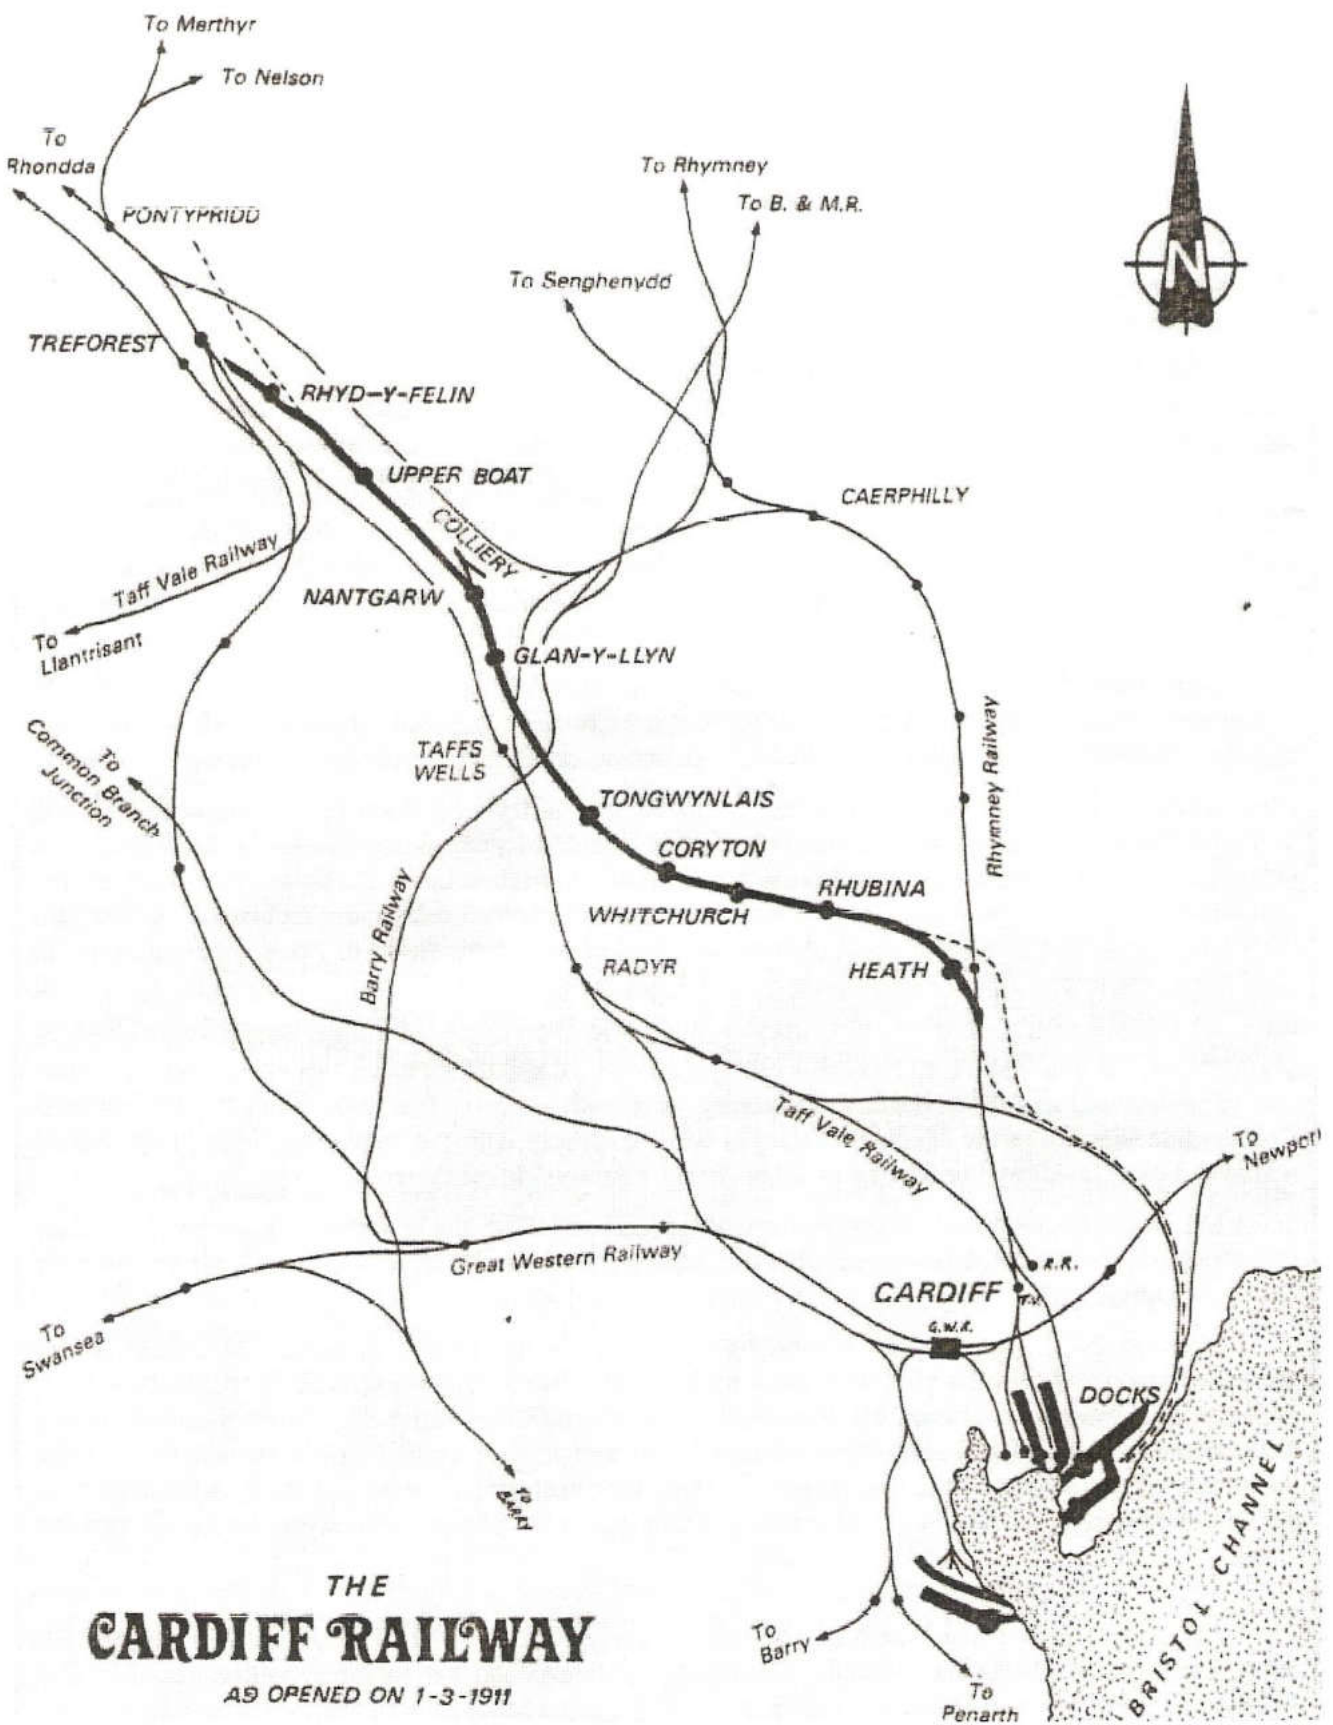 To Merthyr
To Nelson
To
Rhondda
PONTYPRIDD
To Rhymney
To B. & M.R.
To Senghenydd
N
TREFOREST
RHYD-Y-FELIN
UPPER BOAT
COLLIERY
CAERPHILLY
Taff Vale Railway
NANTGARW
To
Llantrisant
GLAN-Y-LLYN
To
Common Branch
Junction
TAFFS
WELLS
Rhymney Railway
TONGWYNLAIS
CORYTON
RHUBINA
WHITCHURCH
Barry Railway
RADYR
HEATH
Taff Vale Railway
To
Newport
Great Western Railway
R.R.
CARDIFF
T.V.
G.W.R.
To
Swansea
DOCKS
To
BARRY
BRISTOL CHANNEL
THE
CARDIFF RAILWAY
AS OPENED ON 1-3-1911
To
Barry
To
Penarth